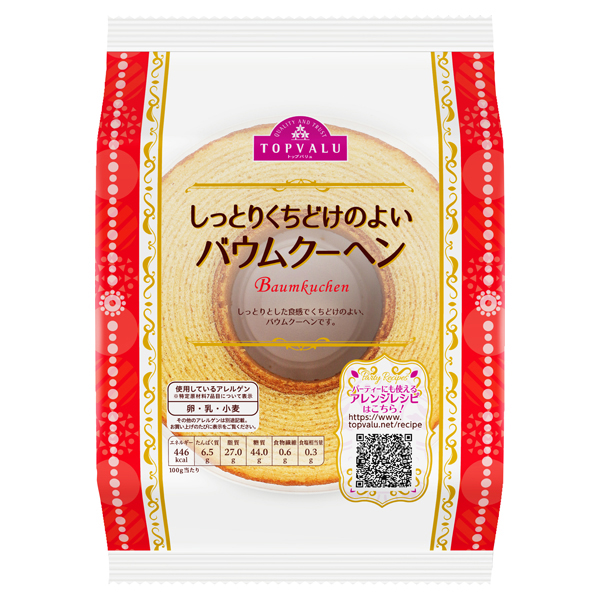 QUALITY AND TRUST
TOPVALU
トップバリュ
しっとりくちどけのよい
バウムクーヘン
Baumkuchen
しっとりとした食感でくちどけのよい、
バウムクーヘンです。
使用しているアレルゲン
※特定原材料7品目について表示
卵・乳・小麦
その他のアレルゲンは別途記載。
お買い上げのたびに表示をご覧ください。
エネルギー たんぱく質 脂質 糖質 食物繊維 食塩相当量
446 6.5 27.0 44.0 0.6 0.3
kcal g g g g g
100g当たり
Party Recipes
パーティーにも使える
アレンジレシピ
はこちら!
https://www.
topvalu.net/recipe